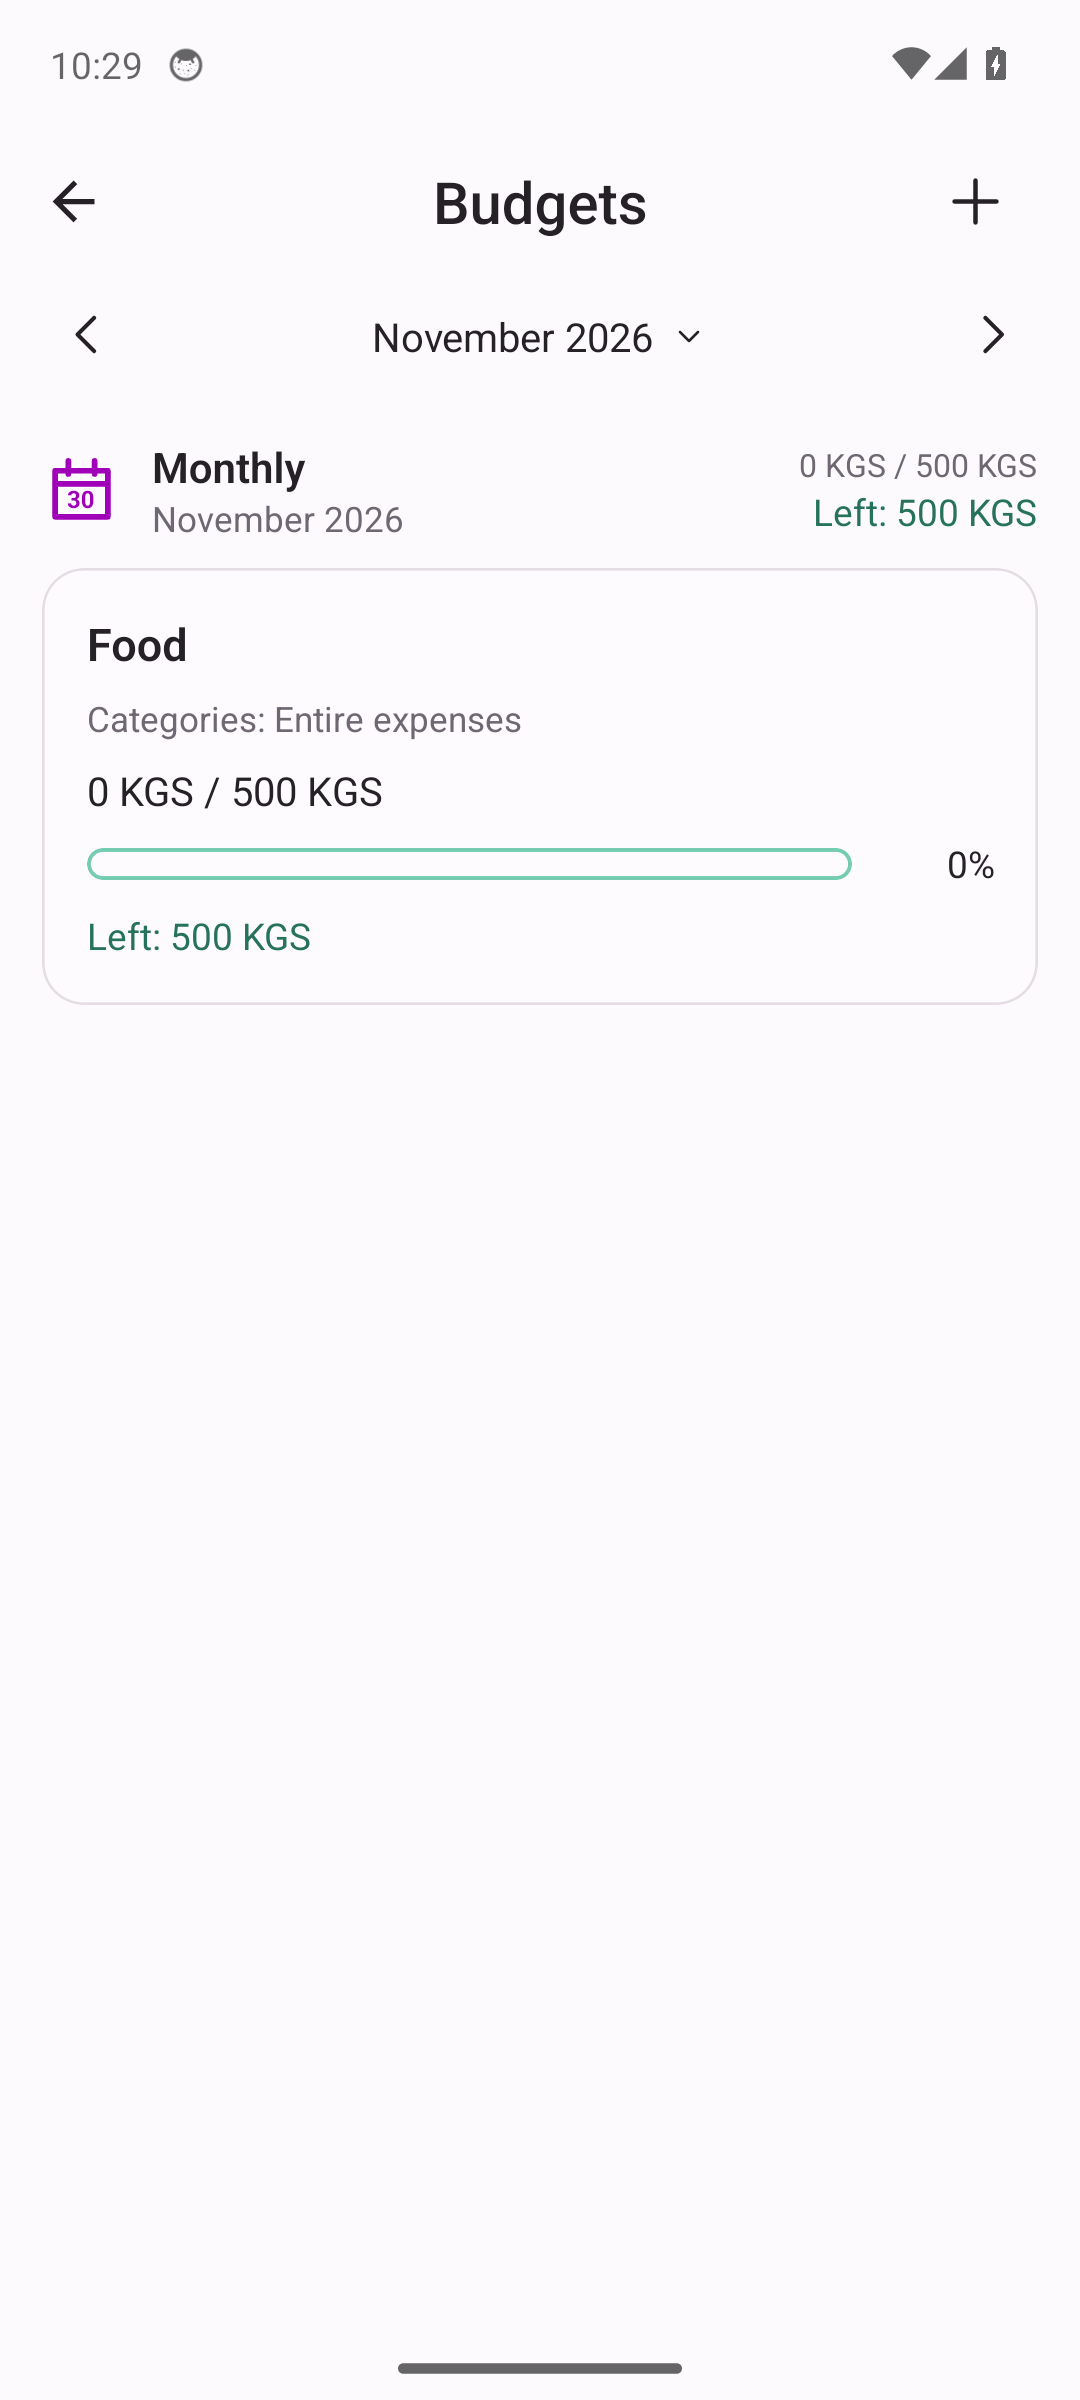 10:29
Budgets
November 2026
30
Monthly
November 2026
0 KGS / 500 KGS
Left: 500 KGS
Food
Categories: Entire expenses
0 KGS / 500 KGS
0%
Left: 500 KGS